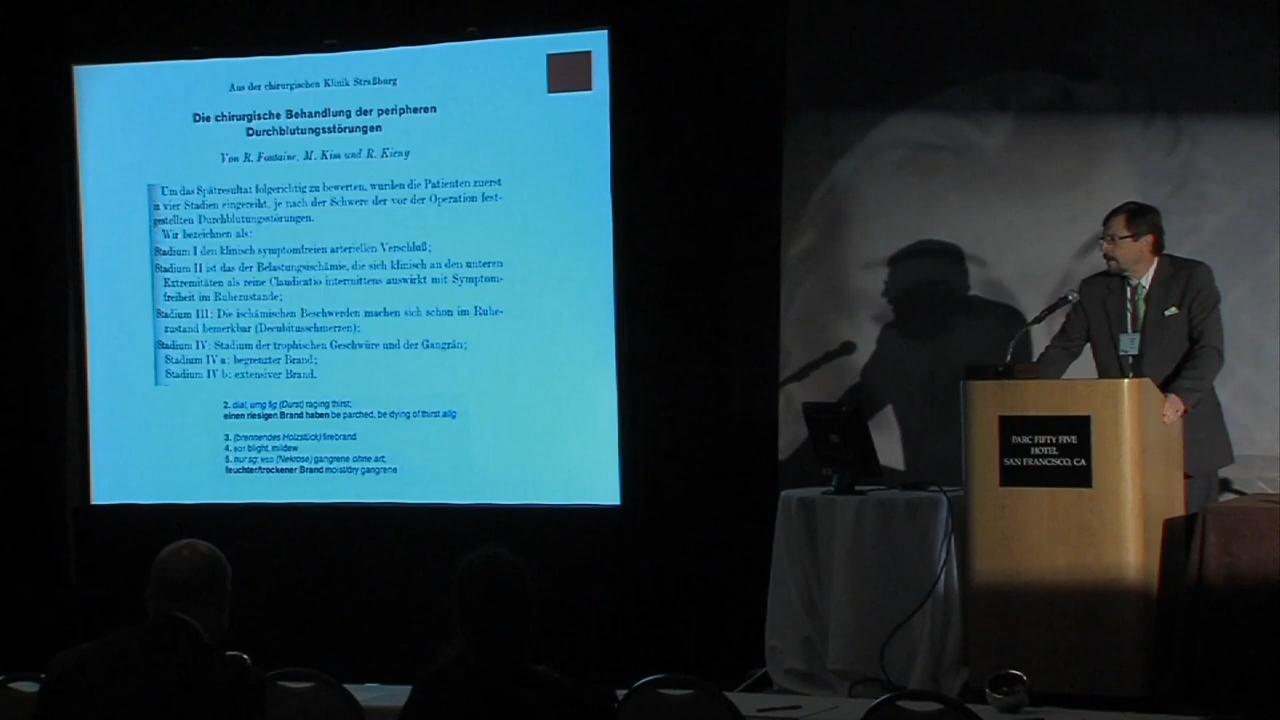 Aus der chirurgischen Klinik Straßburg
Die chirurgische Behandlung der peripheren
Durchblutungsstörungen
Von R. Fontaine, M. Kim und R. Kieny
Um das Spätresultat folgerichtig zu bewerten, wurden die Patienten zuerst
in vier Stadien eingereiht, je nach der Schwere der vor der Operation fest-
gestellten Durchblutungsstörungen.
Wir bezeichnen als:
Stadium I den klinisch symptomfreien arteriellen Verschluß;
Stadium II ist das der Belastungsischämie, die sich klinisch an den unteren
Extremitäten als reine Claudicatio intermittens auswirkt mit Symptom-
freiheit im Ruhezustande;
Stadium III: Die ischämischen Beschwerden machen sich schon im Ruhe-
zustand bemerkbar (Decubitusschmerzen);
Stadium IV: Stadium der trophischen Geschwüre und der Gangrän;
Stadium IV a: begrenzter Brand;
Stadium IV b: extensiver Brand.
2. dial, umg fig (Durst) raging thirst;
einen riesigen Brand haben be parched, be dying of thirst allg
3. (brennendes Holzstück) firebrand
4. BOT blight, mildew
5. nur sg; (Nekrose) gangrene ohne art,
feuchter/trockener Brand moist/dry gangrene
PARC FIFTY FIVE
HOTEL
SAN FRANCISCO, CA